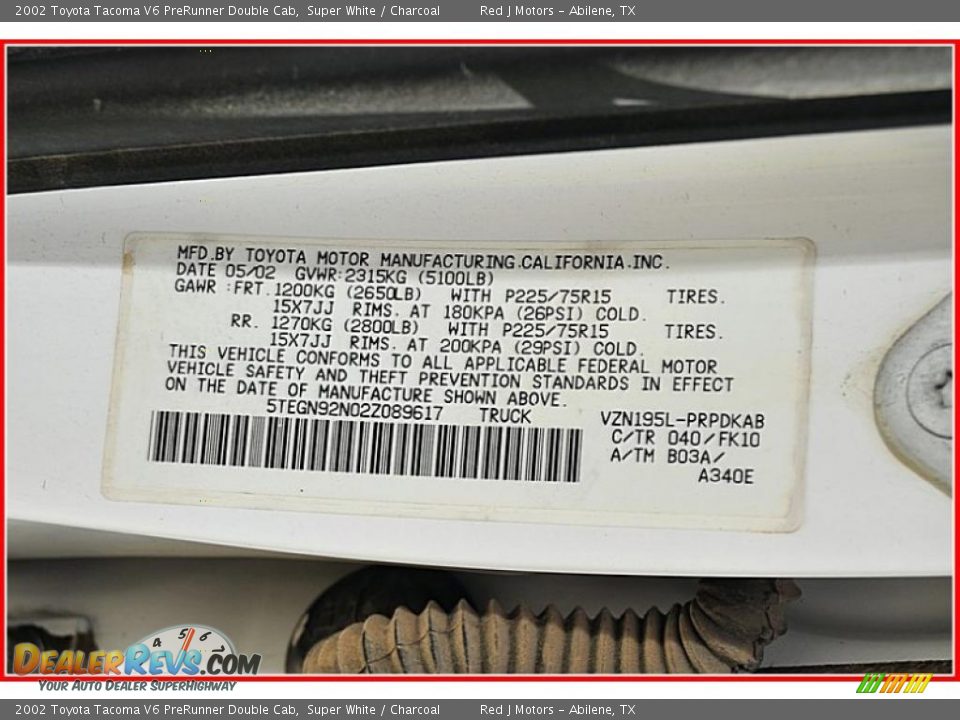 2002 Toyota Tacoma V6 PreRunner Double Cab, Super White / Charcoal Red J Motors – Abilene, TX
MFD.BY TOYOTA MOTOR MANUFACTURING.CALIFORNIA.INC.
DATE 05/02 GVWR:2315KG (5100LB)
GAWR :FRT.1200KG (2650LB) WITH P225/75R15 TIRES.
15X7JJ RIMS. AT 180KPA (26PSI) COLD.
RR. 1270KG (2800LB) WITH P225/75R15 TIRES.
15X7JJ RIMS. AT 200KPA (29PSI) COLD.
THIS VEHICLE CONFORMS TO ALL APPLICABLE FEDERAL MOTOR
VEHICLE SAFETY AND THEFT PREVENTION STANDARDS IN EFFECT
ON THE DATE OF MANUFACTURE SHOWN ABOVE.
5TEGN92N02Z089617 TRUCK VZN195L-PRPDKAB
C/TR 040/FK10
A/TM B03A/
A340E
4 5 6
DEALERREVS.COM
YOUR AUTO DEALER SUPERHIGHWAY
2002 Toyota Tacoma V6 PreRunner Double Cab, Super White / Charcoal Red J Motors – Abilene, TX